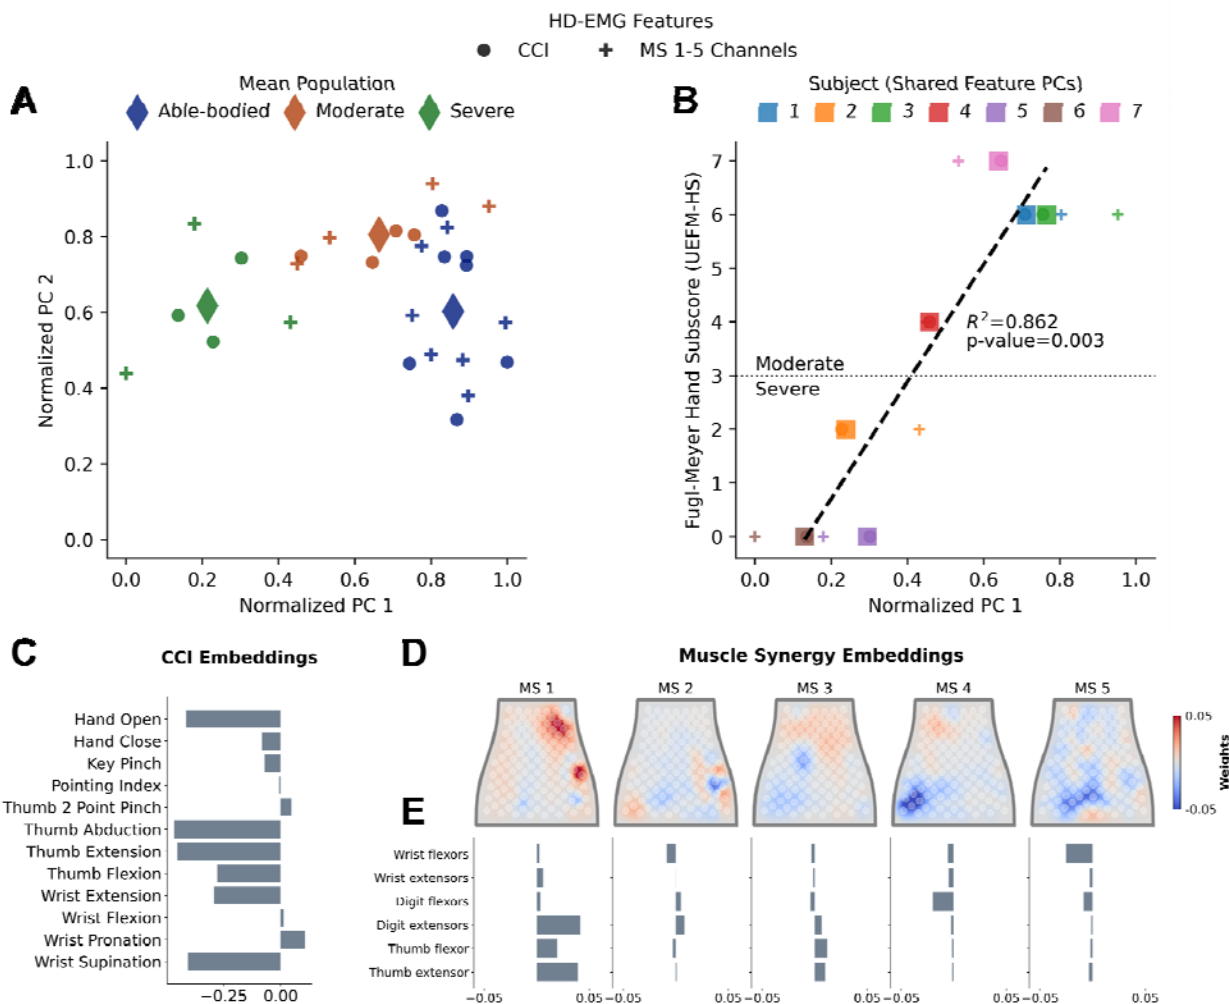 HD-EMG Features
CCI MS 1-5 Channels
A
Mean Population
Able-bodied Moderate Severe
1.0
0.8
0.6
0.4
0.2
0.0
Normalized PC 2
0.0 0.2 0.4 0.6 0.8 1.0
Normalized PC 1
B
Subject (Shared Feature PCs)
1 2 3 4 5 6 7
7
6
5
4
3
2
1
0
Fugl-Meyer Hand Subscore (UEFM-HS)
R²=0.862
p-value=0.003
Moderate
Severe
0.0 0.2 0.4 0.6 0.8 1.0
Normalized PC 1
C
CCI Embeddings
Hand Open
Hand Close
Key Pinch
Pointing Index
Thumb 2 Point Pinch
Thumb Abduction
Thumb Extension
Thumb Flexion
Wrist Extension
Wrist Flexion
Wrist Pronation
Wrist Supination
−0.25 0.00
D
Muscle Synergy Embeddings
MS 1 MS 2 MS 3 MS 4 MS 5
0.05
-0.05
Weights
E
Wrist flexors
Wrist extensors
Digit flexors
Digit extensors
Thumb flexor
Thumb extensor
−0.05 0.05 −0.05 0.05 −0.05 0.05 −0.05 0.05 −0.05 0.05